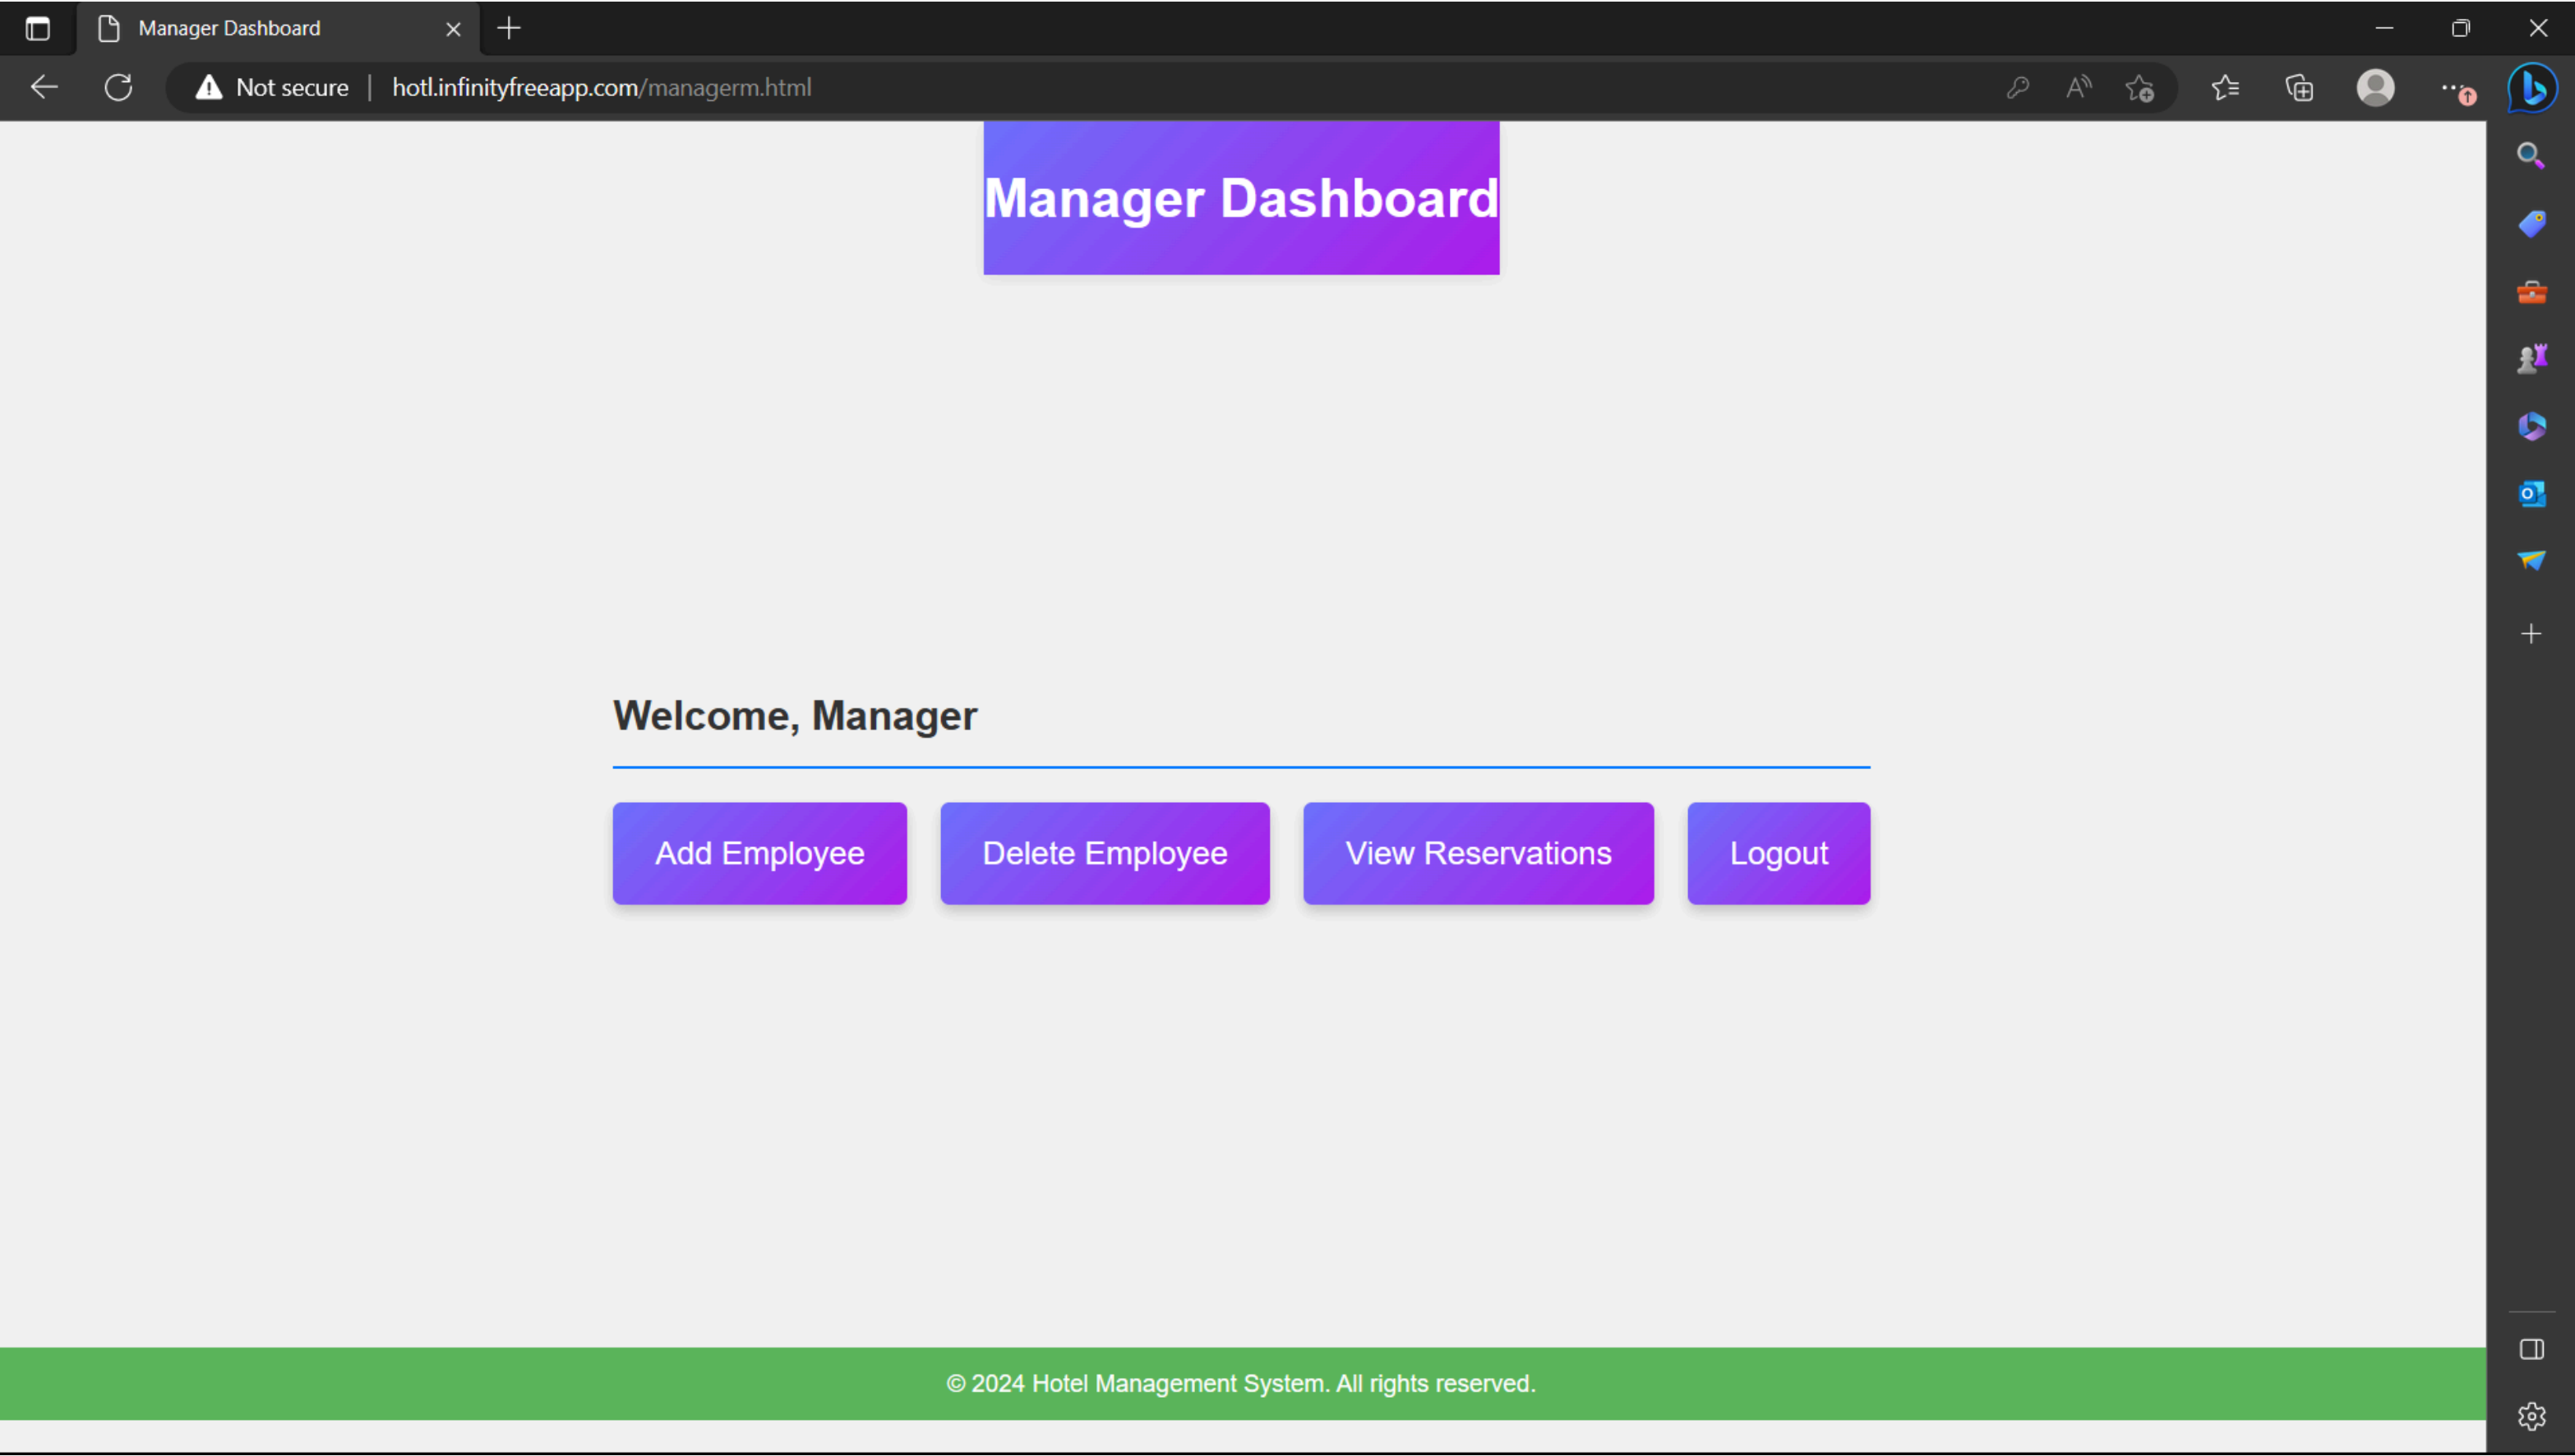 Manager Dashboard
Not secure | hotl.infinityfreeapp.com/managerm.html
Manager Dashboard
Welcome, Manager
Add Employee
Delete Employee
View Reservations
Logout
© 2024 Hotel Management System. All rights reserved.